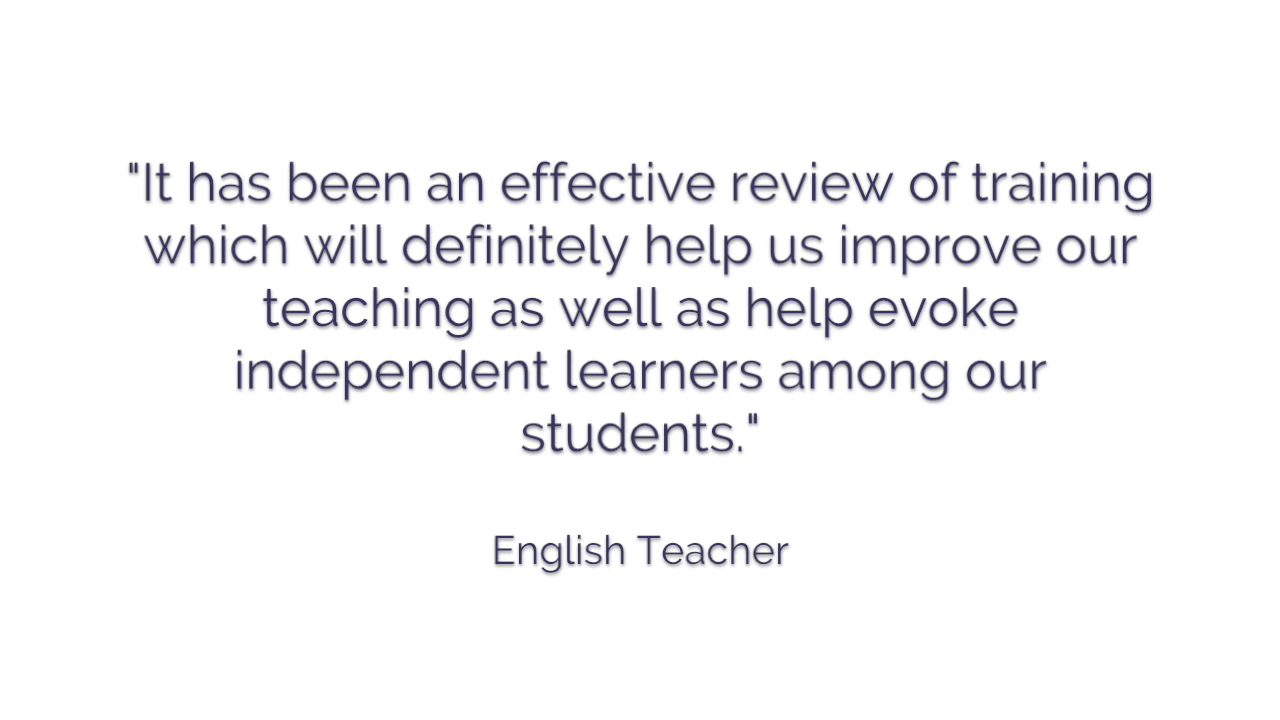 "It has been an effective review of training
which will definitely help us improve our
teaching as well as help evoke
independent learners among our
students."
English Teacher